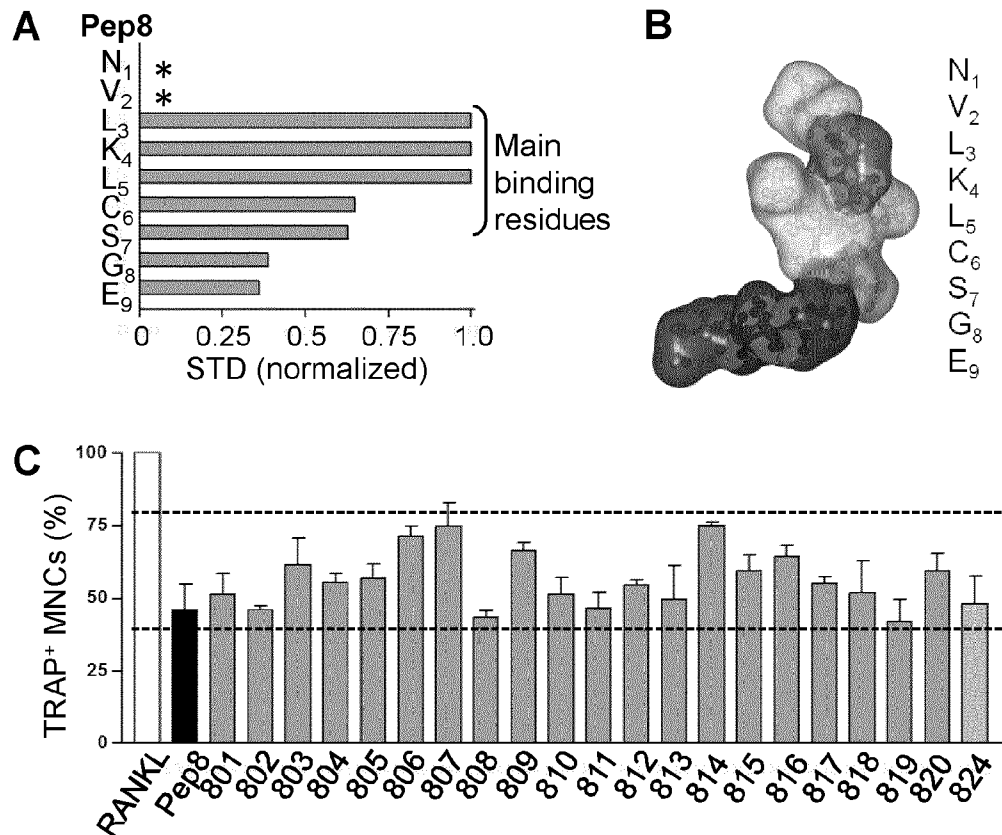 A
Pep8
N1
V2
L3
K4
L5
C6
S7
G8
E9
*
*
Main
binding
residues
0 0.25 0.5 0.75 1.0
STD (normalized)
B
N1
V2
L3
K4
L5
C6
S7
G8
E9
C
TRAP+ MNCs (%)
100
75
50
25
0
RANKL Pep8 801 802 803 804 805 806 807 808 809 810 811 812 813 814 815 816 817 818 819 820 824